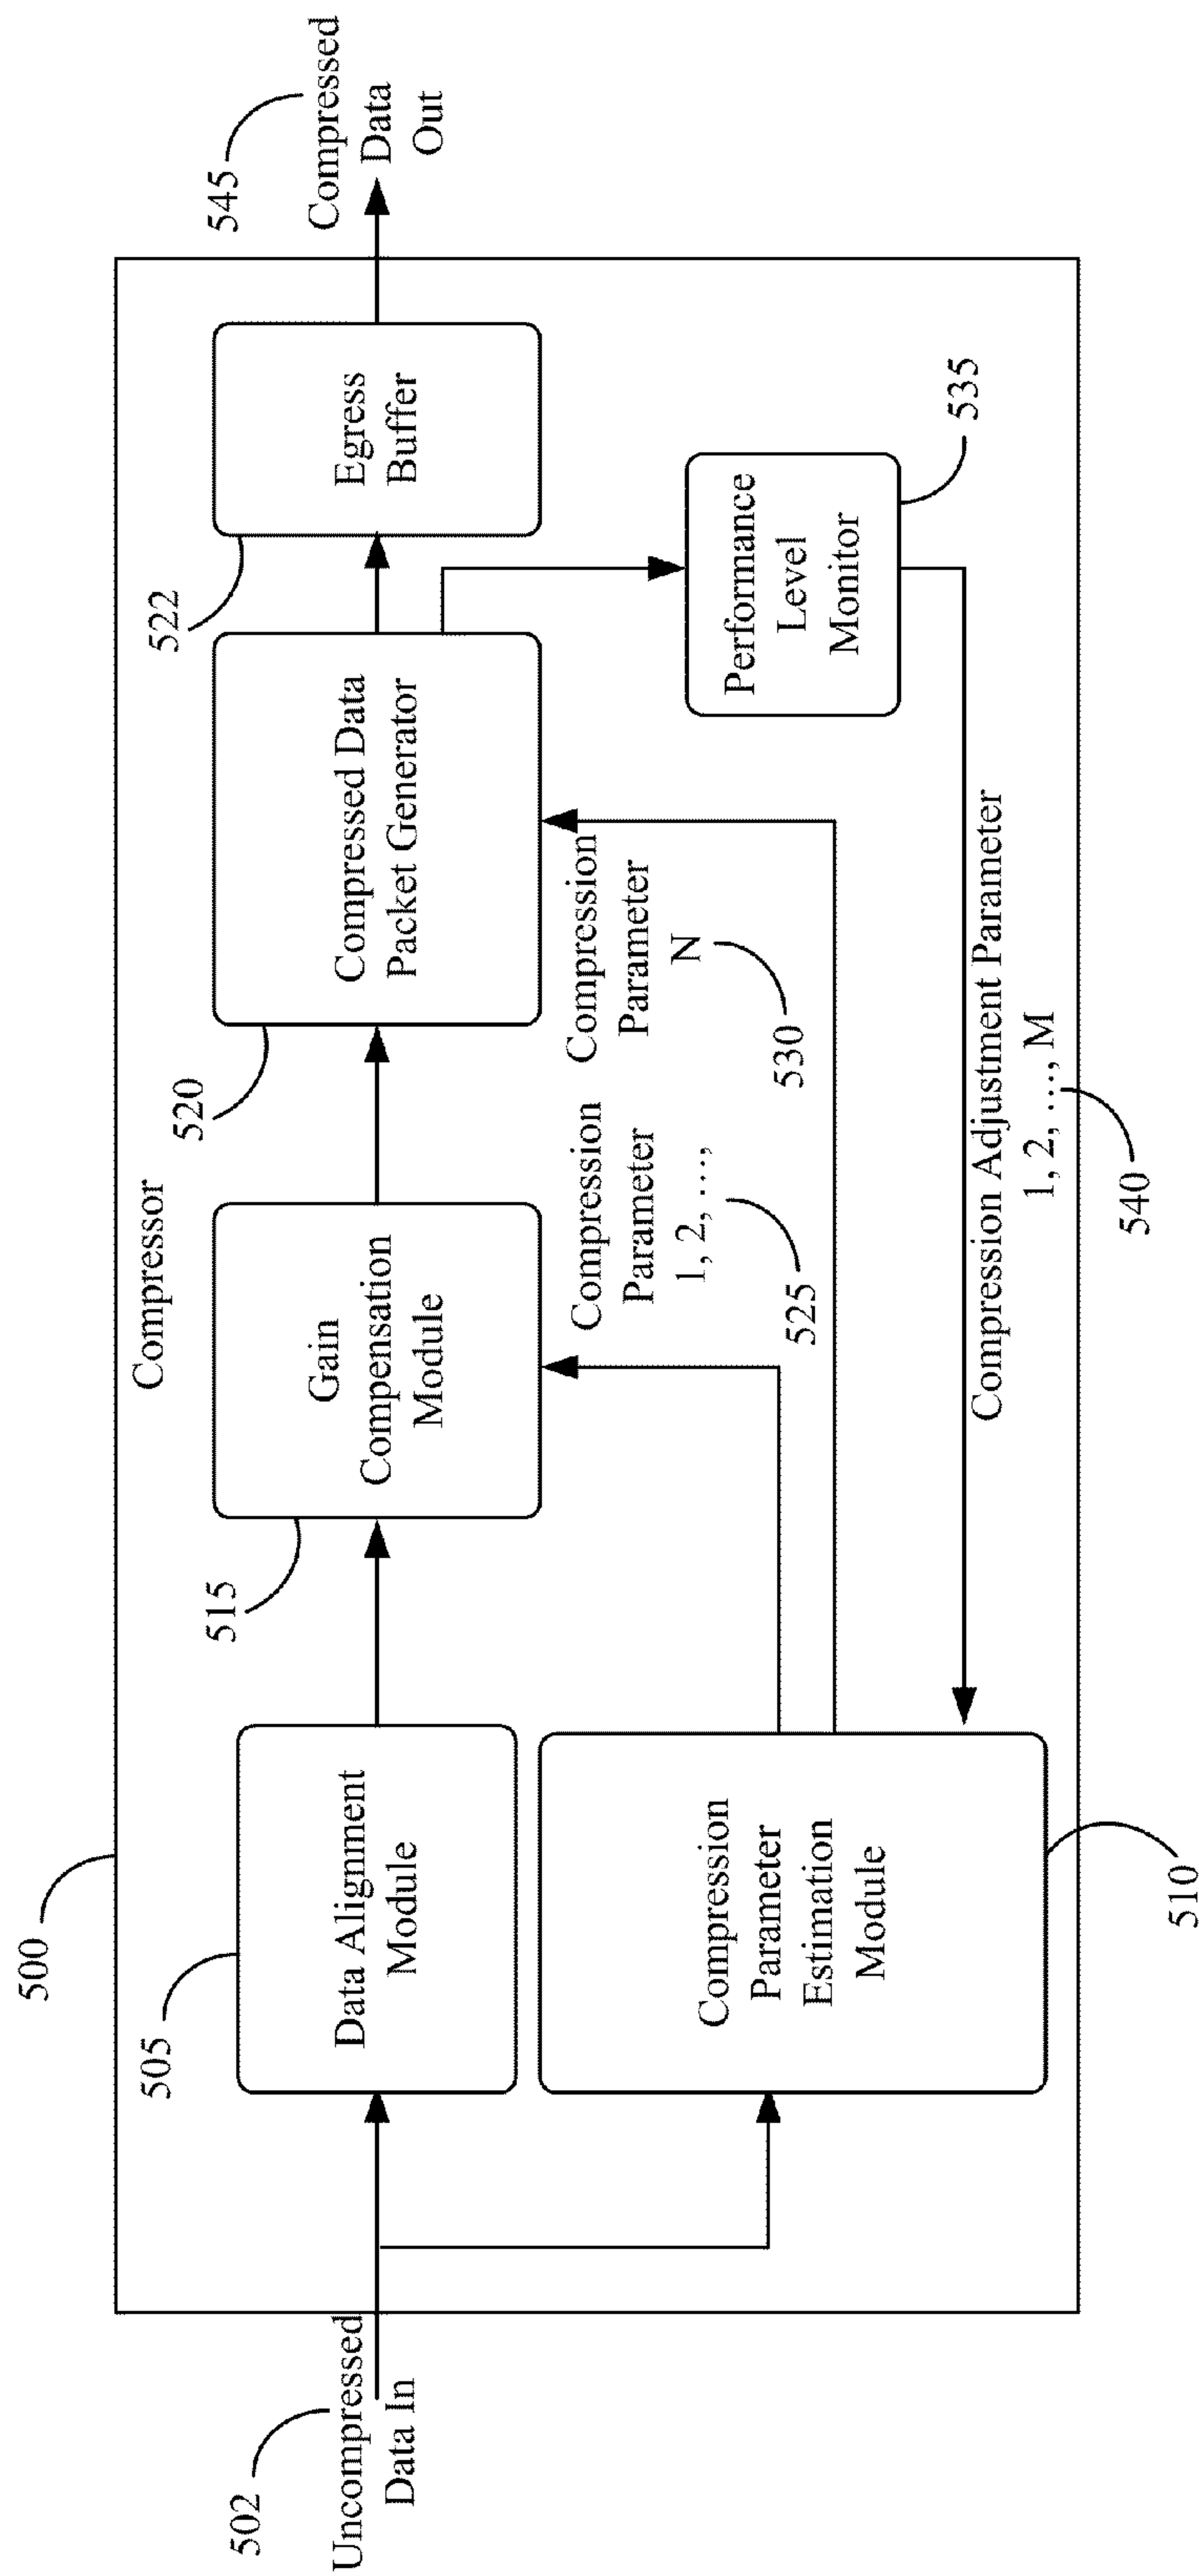 500
Compressor
502
Uncompressed
Data In
505
Data Alignment
Module
Compression
Parameter
Estimation
Module
510
515
Gain
Compensation
Module
Compression
Parameter
1, 2, ...,
525
520
Compressed Data
Packet Generator
Compression
Parameter
N
530
522
Egress
Buffer
Performance
Level
Monitor
535
Compression Adjustment Parameter
1, 2, ...., M
540
545
Compressed
Data
Out